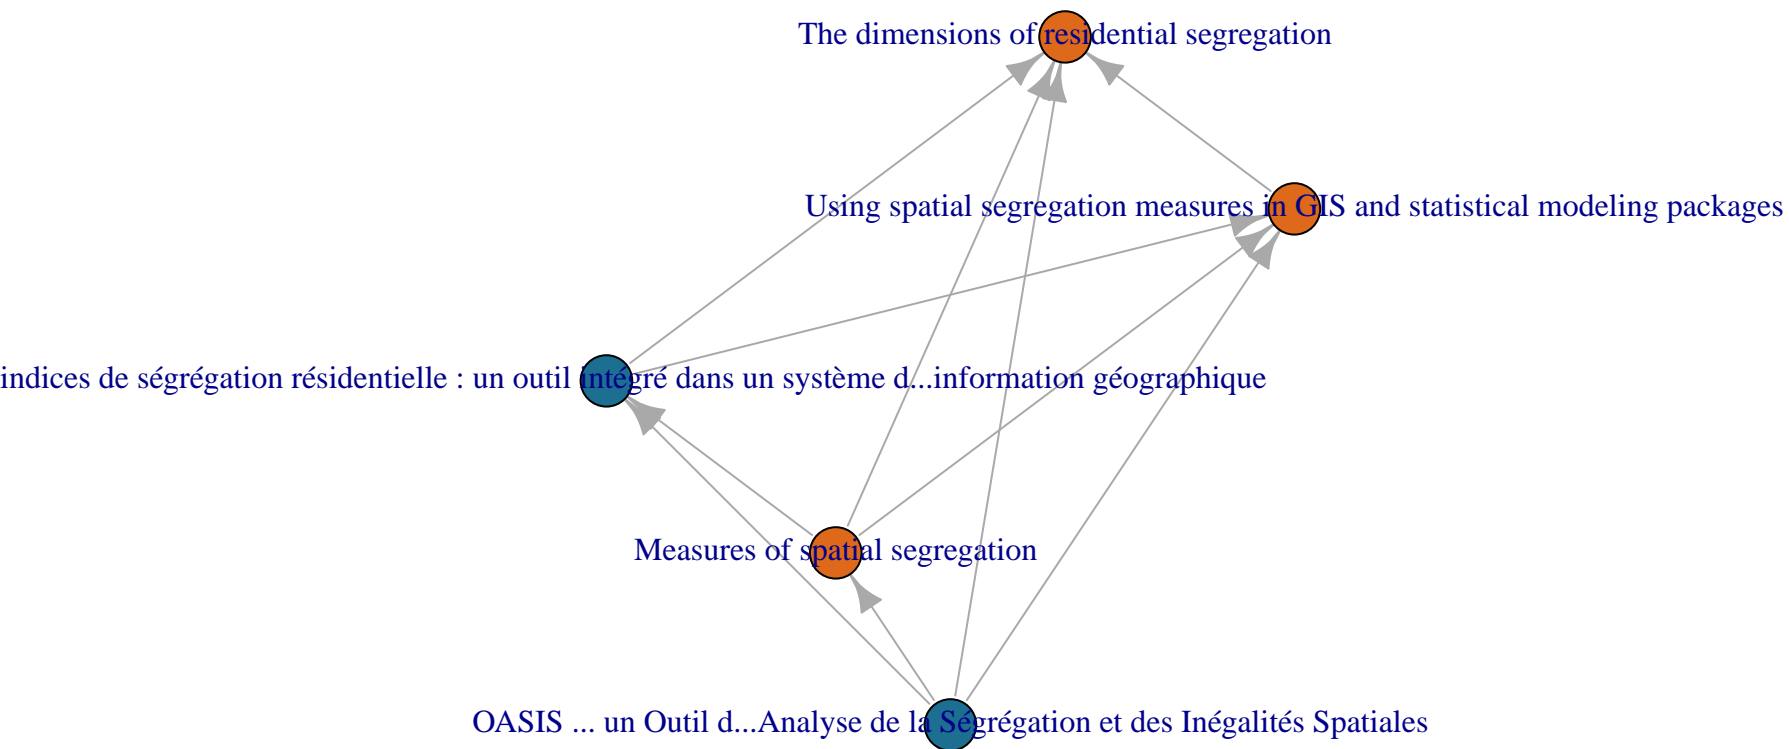 The dimensions of residential segregation
Using spatial segregation measures in GIS and statistical modeling packages
indices de ségrégation résidentielle : un outil intégré dans un système d...information géographique
Measures of spatial segregation
OASIS ... un Outil d...Analyse de la Ségrégation et des Inégalités Spatiales